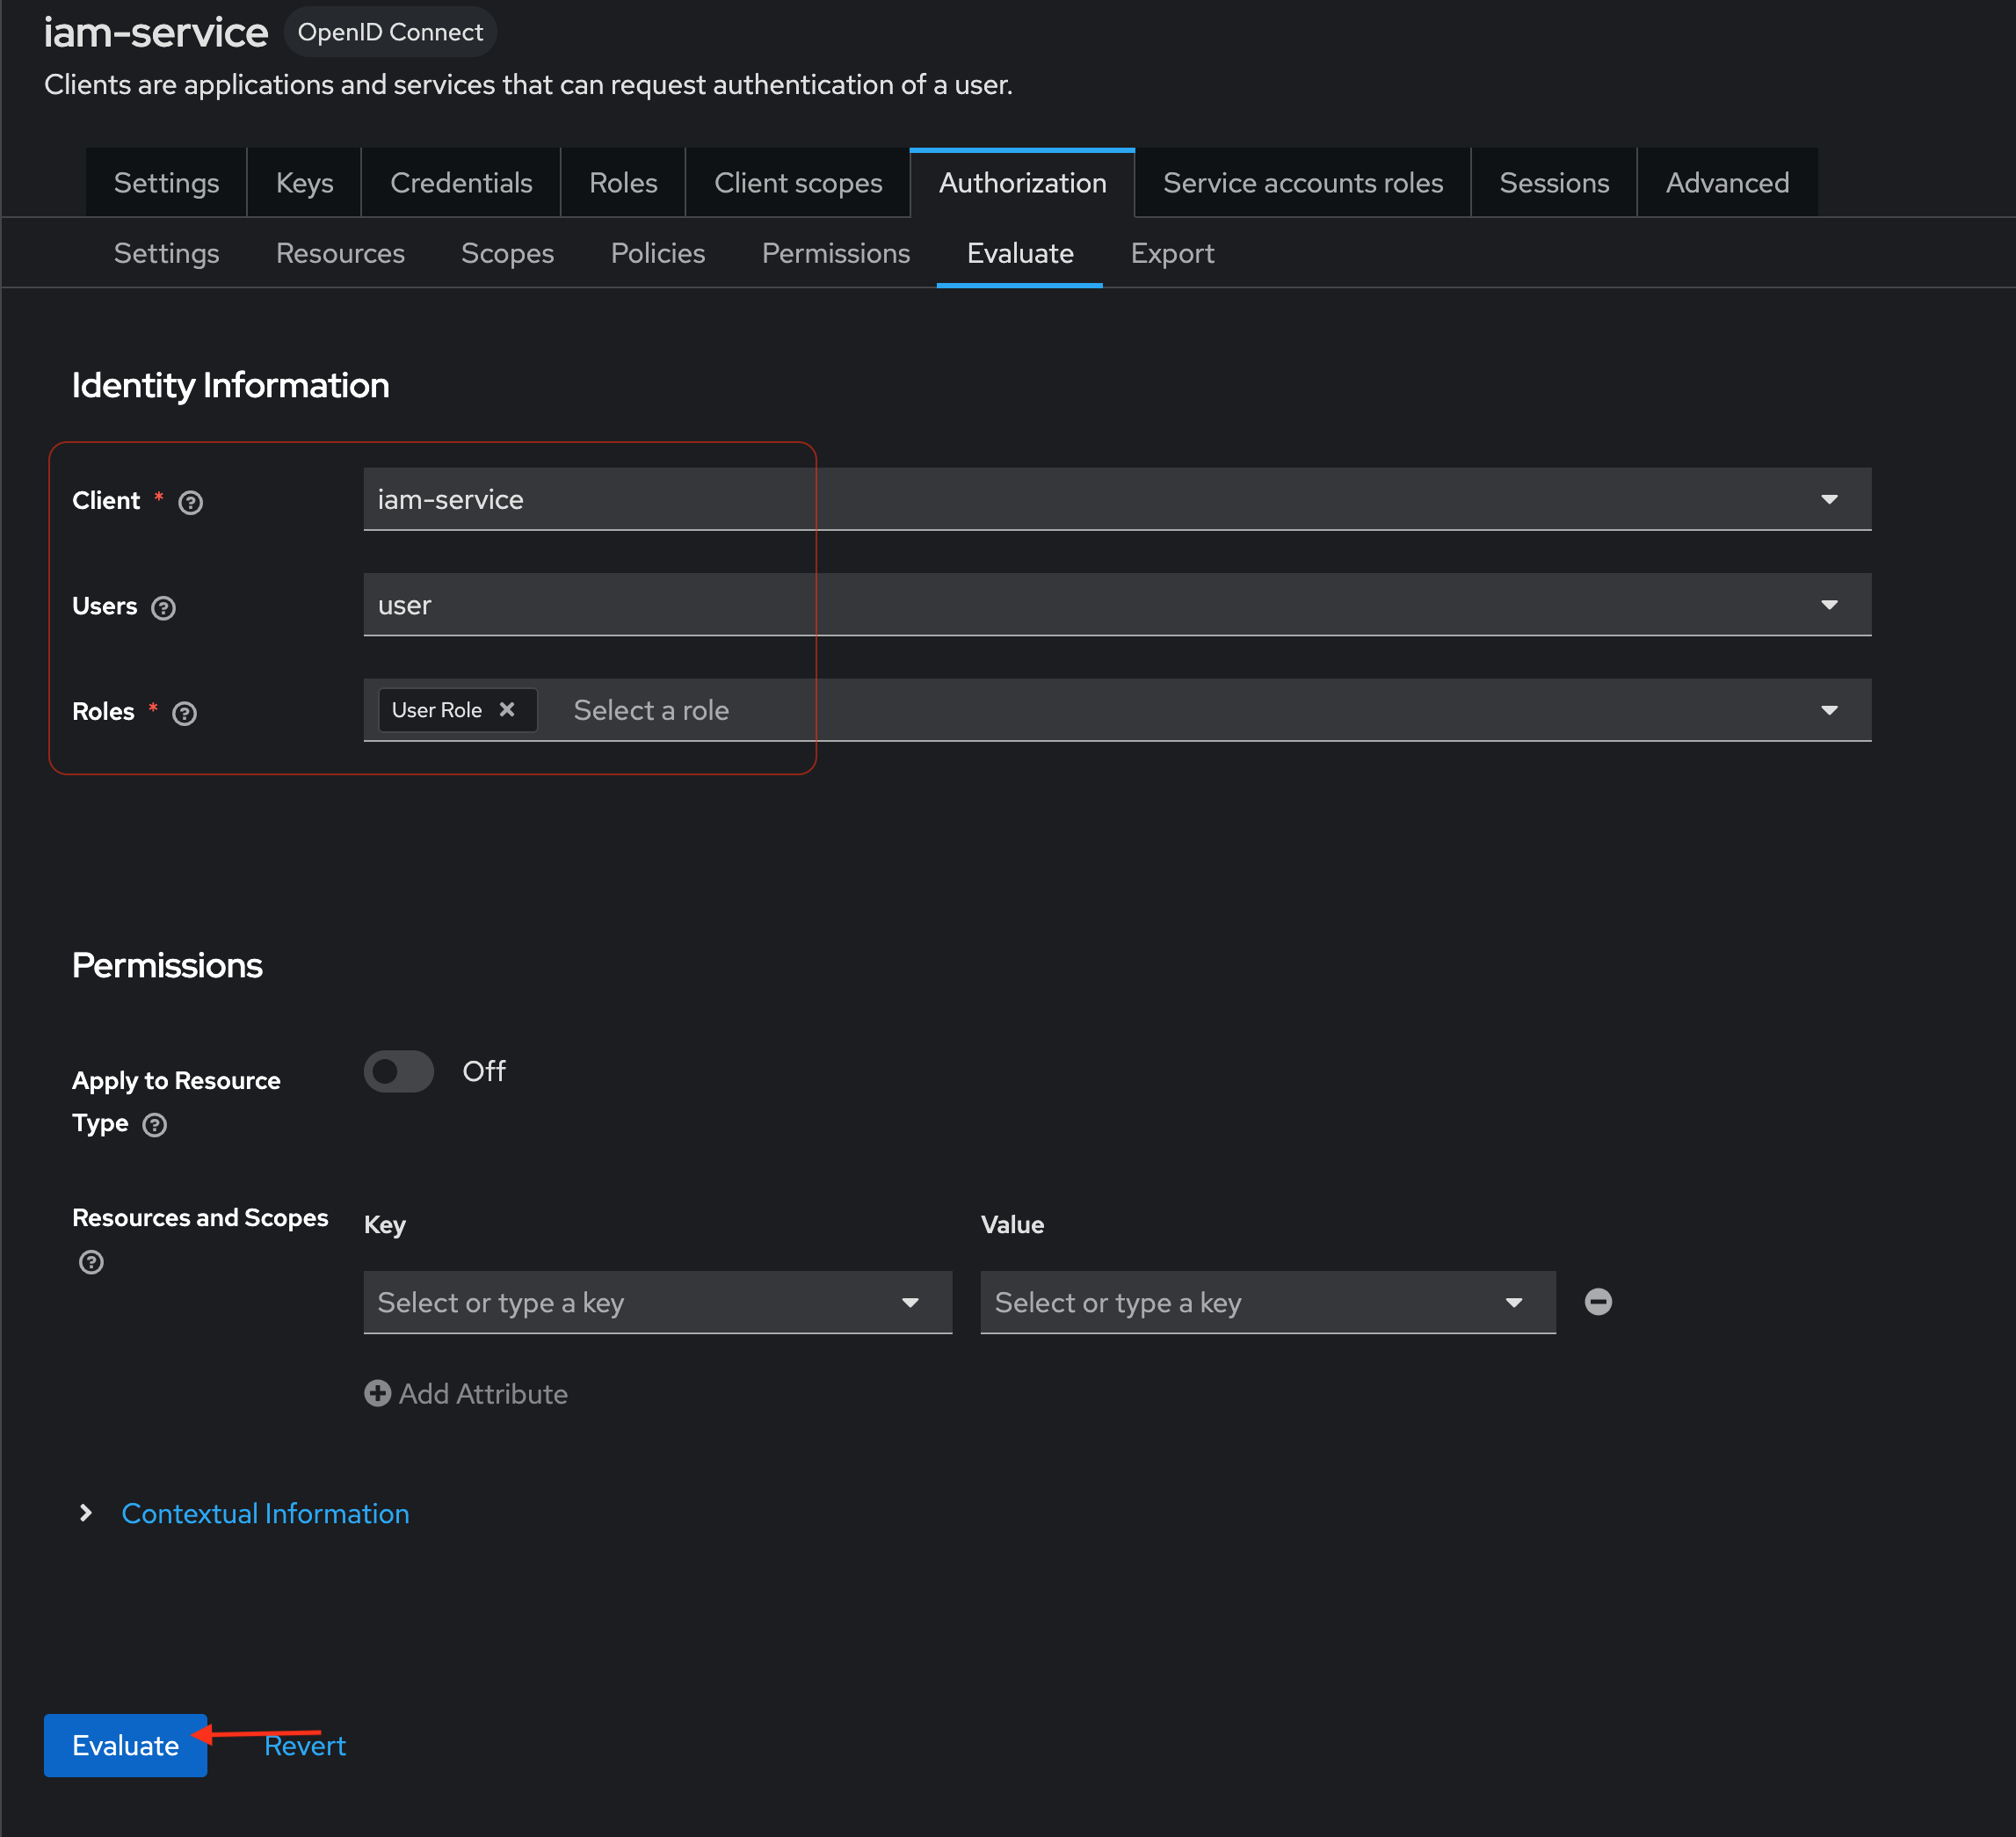 iam-service OpenID Connect
Clients are applications and services that can request authentication of a user.
Settings Keys Credentials Roles Client scopes Authorization Service accounts roles Sessions Advanced
Settings Resources Scopes Policies Permissions Evaluate Export
Identity Information
Client * iam-service
Users user
Roles * User Role Select a role
Permissions
Apply to Resource
Type
Off
Resources and Scopes
Key Value
Select or type a key Select or type a key
Add Attribute
Contextual Information
Evaluate Revert